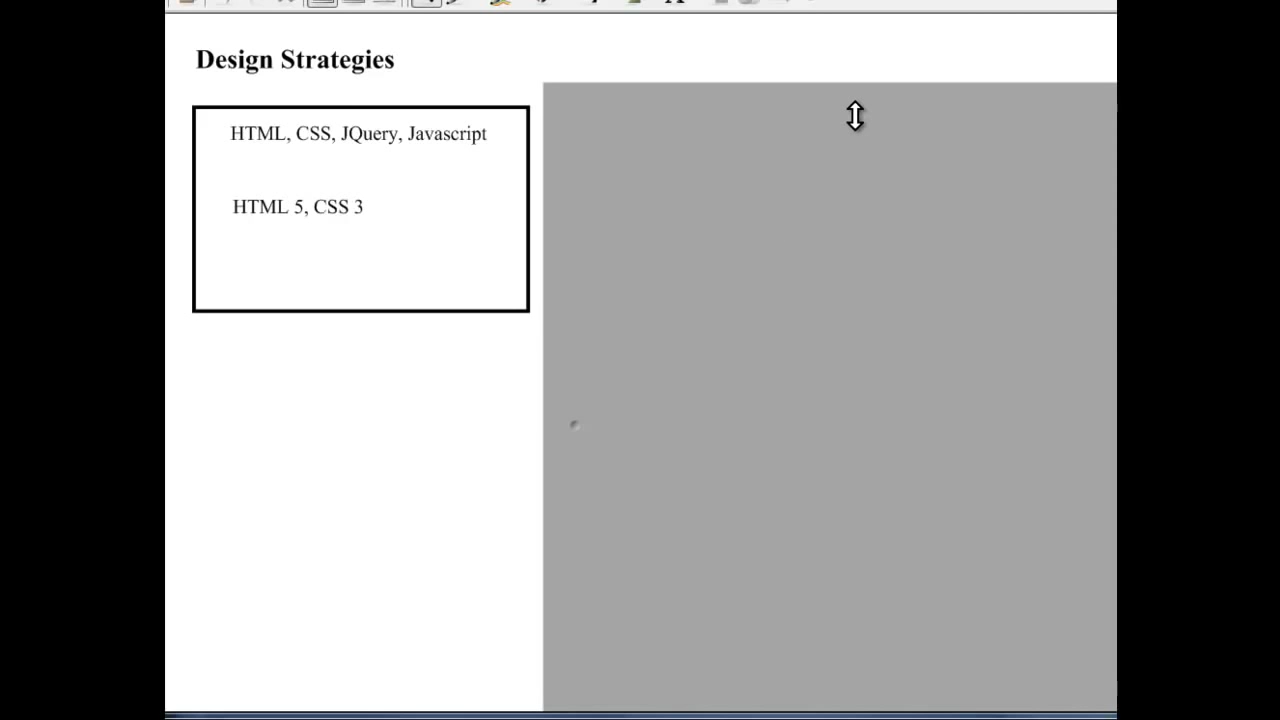 Design Strategies
HTML, CSS, JQuery, Javascript
HTML 5, CSS 3